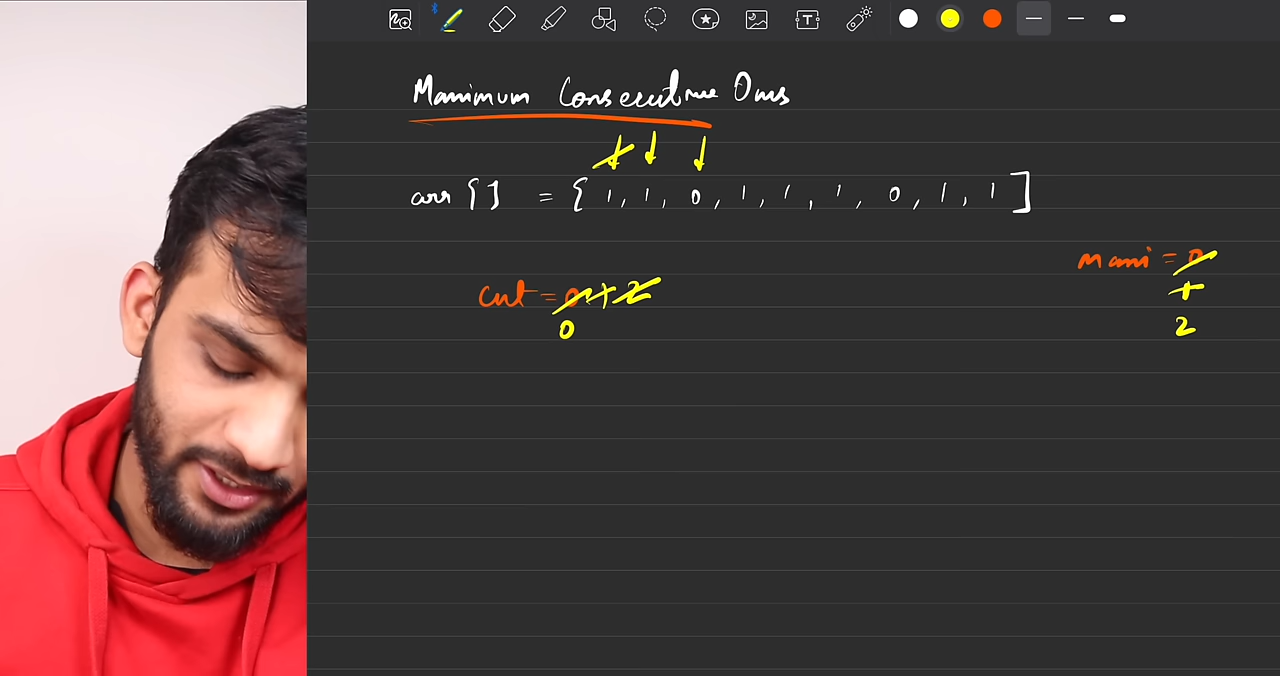 Maximum Consecutive Ones
arr [] = { 1, 1, 0, 1, 1, 1, 0, 1, 1 ]
maxi = 0
cnt = 0 1 2
1
0
2